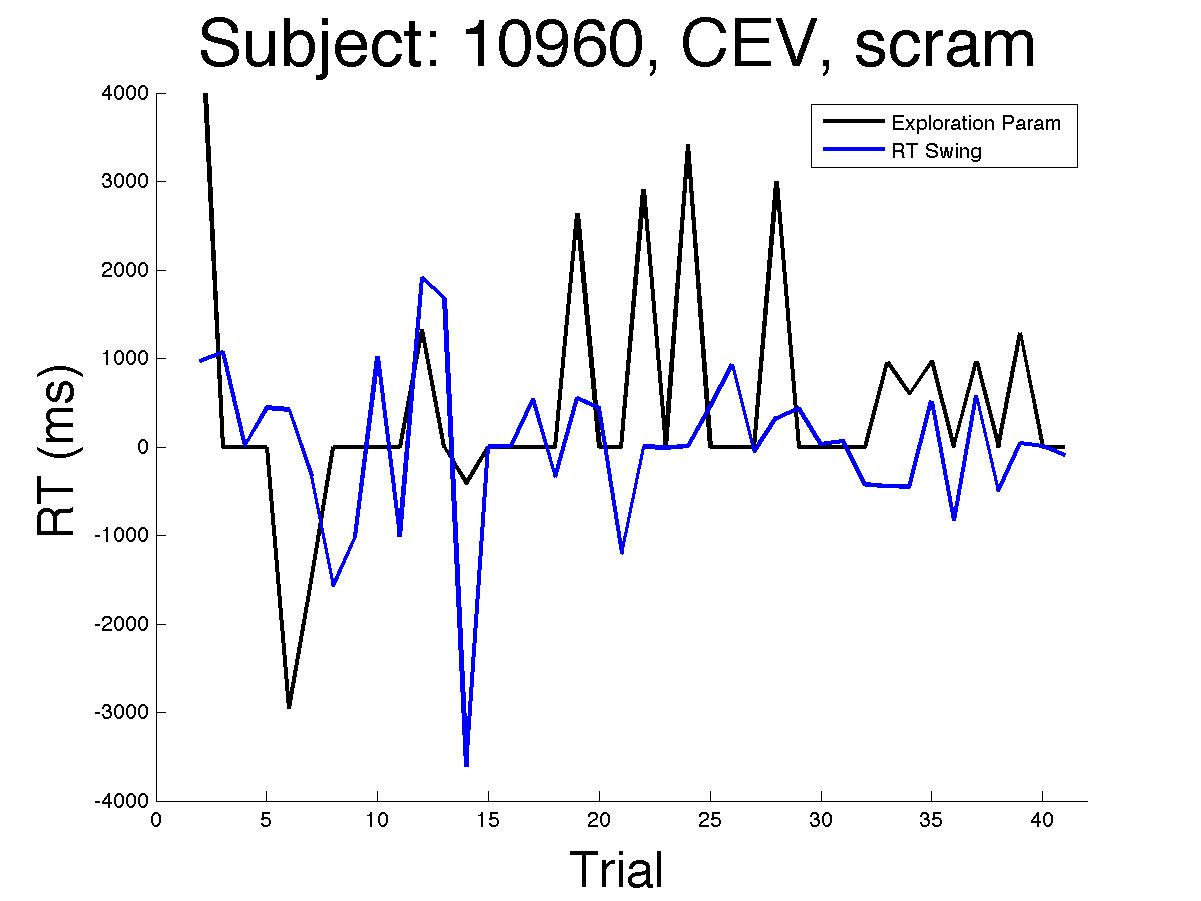 Subject: 10960, CEV, scram
4000
3000
2000
1000
0
-1000
-2000
-3000
-4000
RT (ms)
Exploration Param
RT Swing
0 5 10 15 20 25 30 35 40
Trial